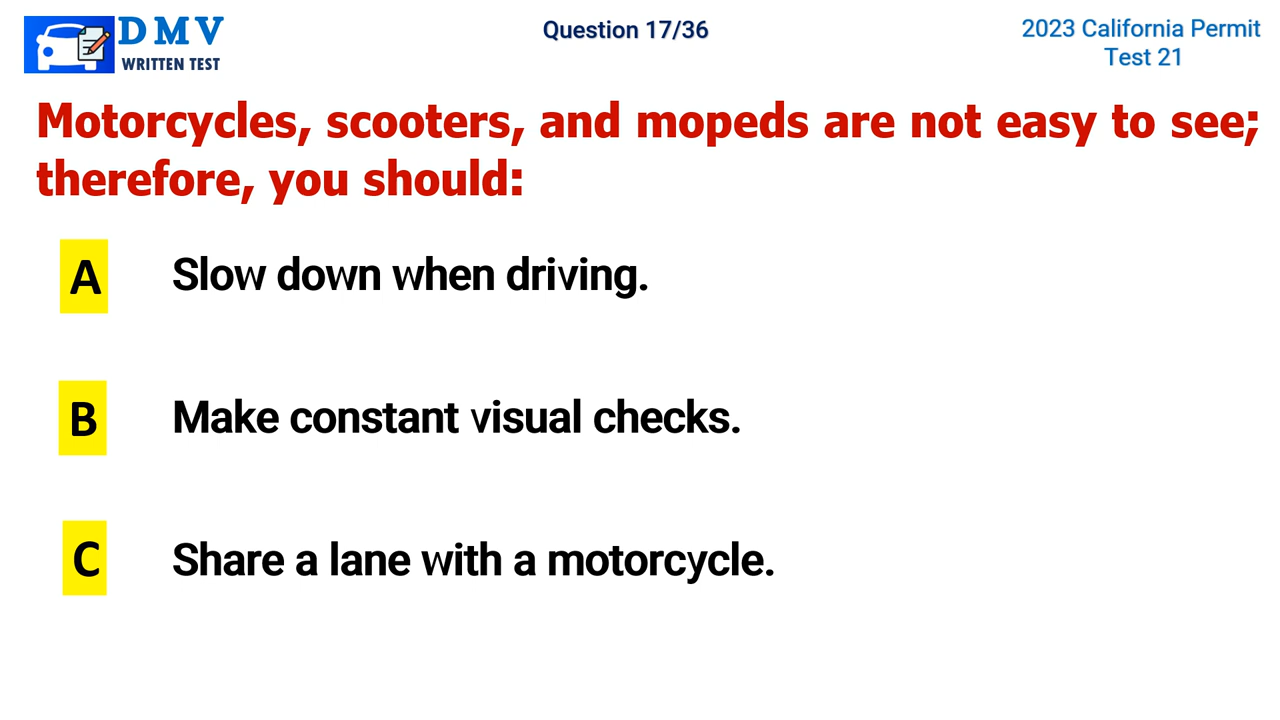 DMV
WRITTEN TEST
Question 17/36
2023 California Permit
Test 21
Motorcycles, scooters, and mopeds are not easy to see;
therefore, you should:
A Slow down when driving.
B Make constant visual checks.
C Share a lane with a motorcycle.